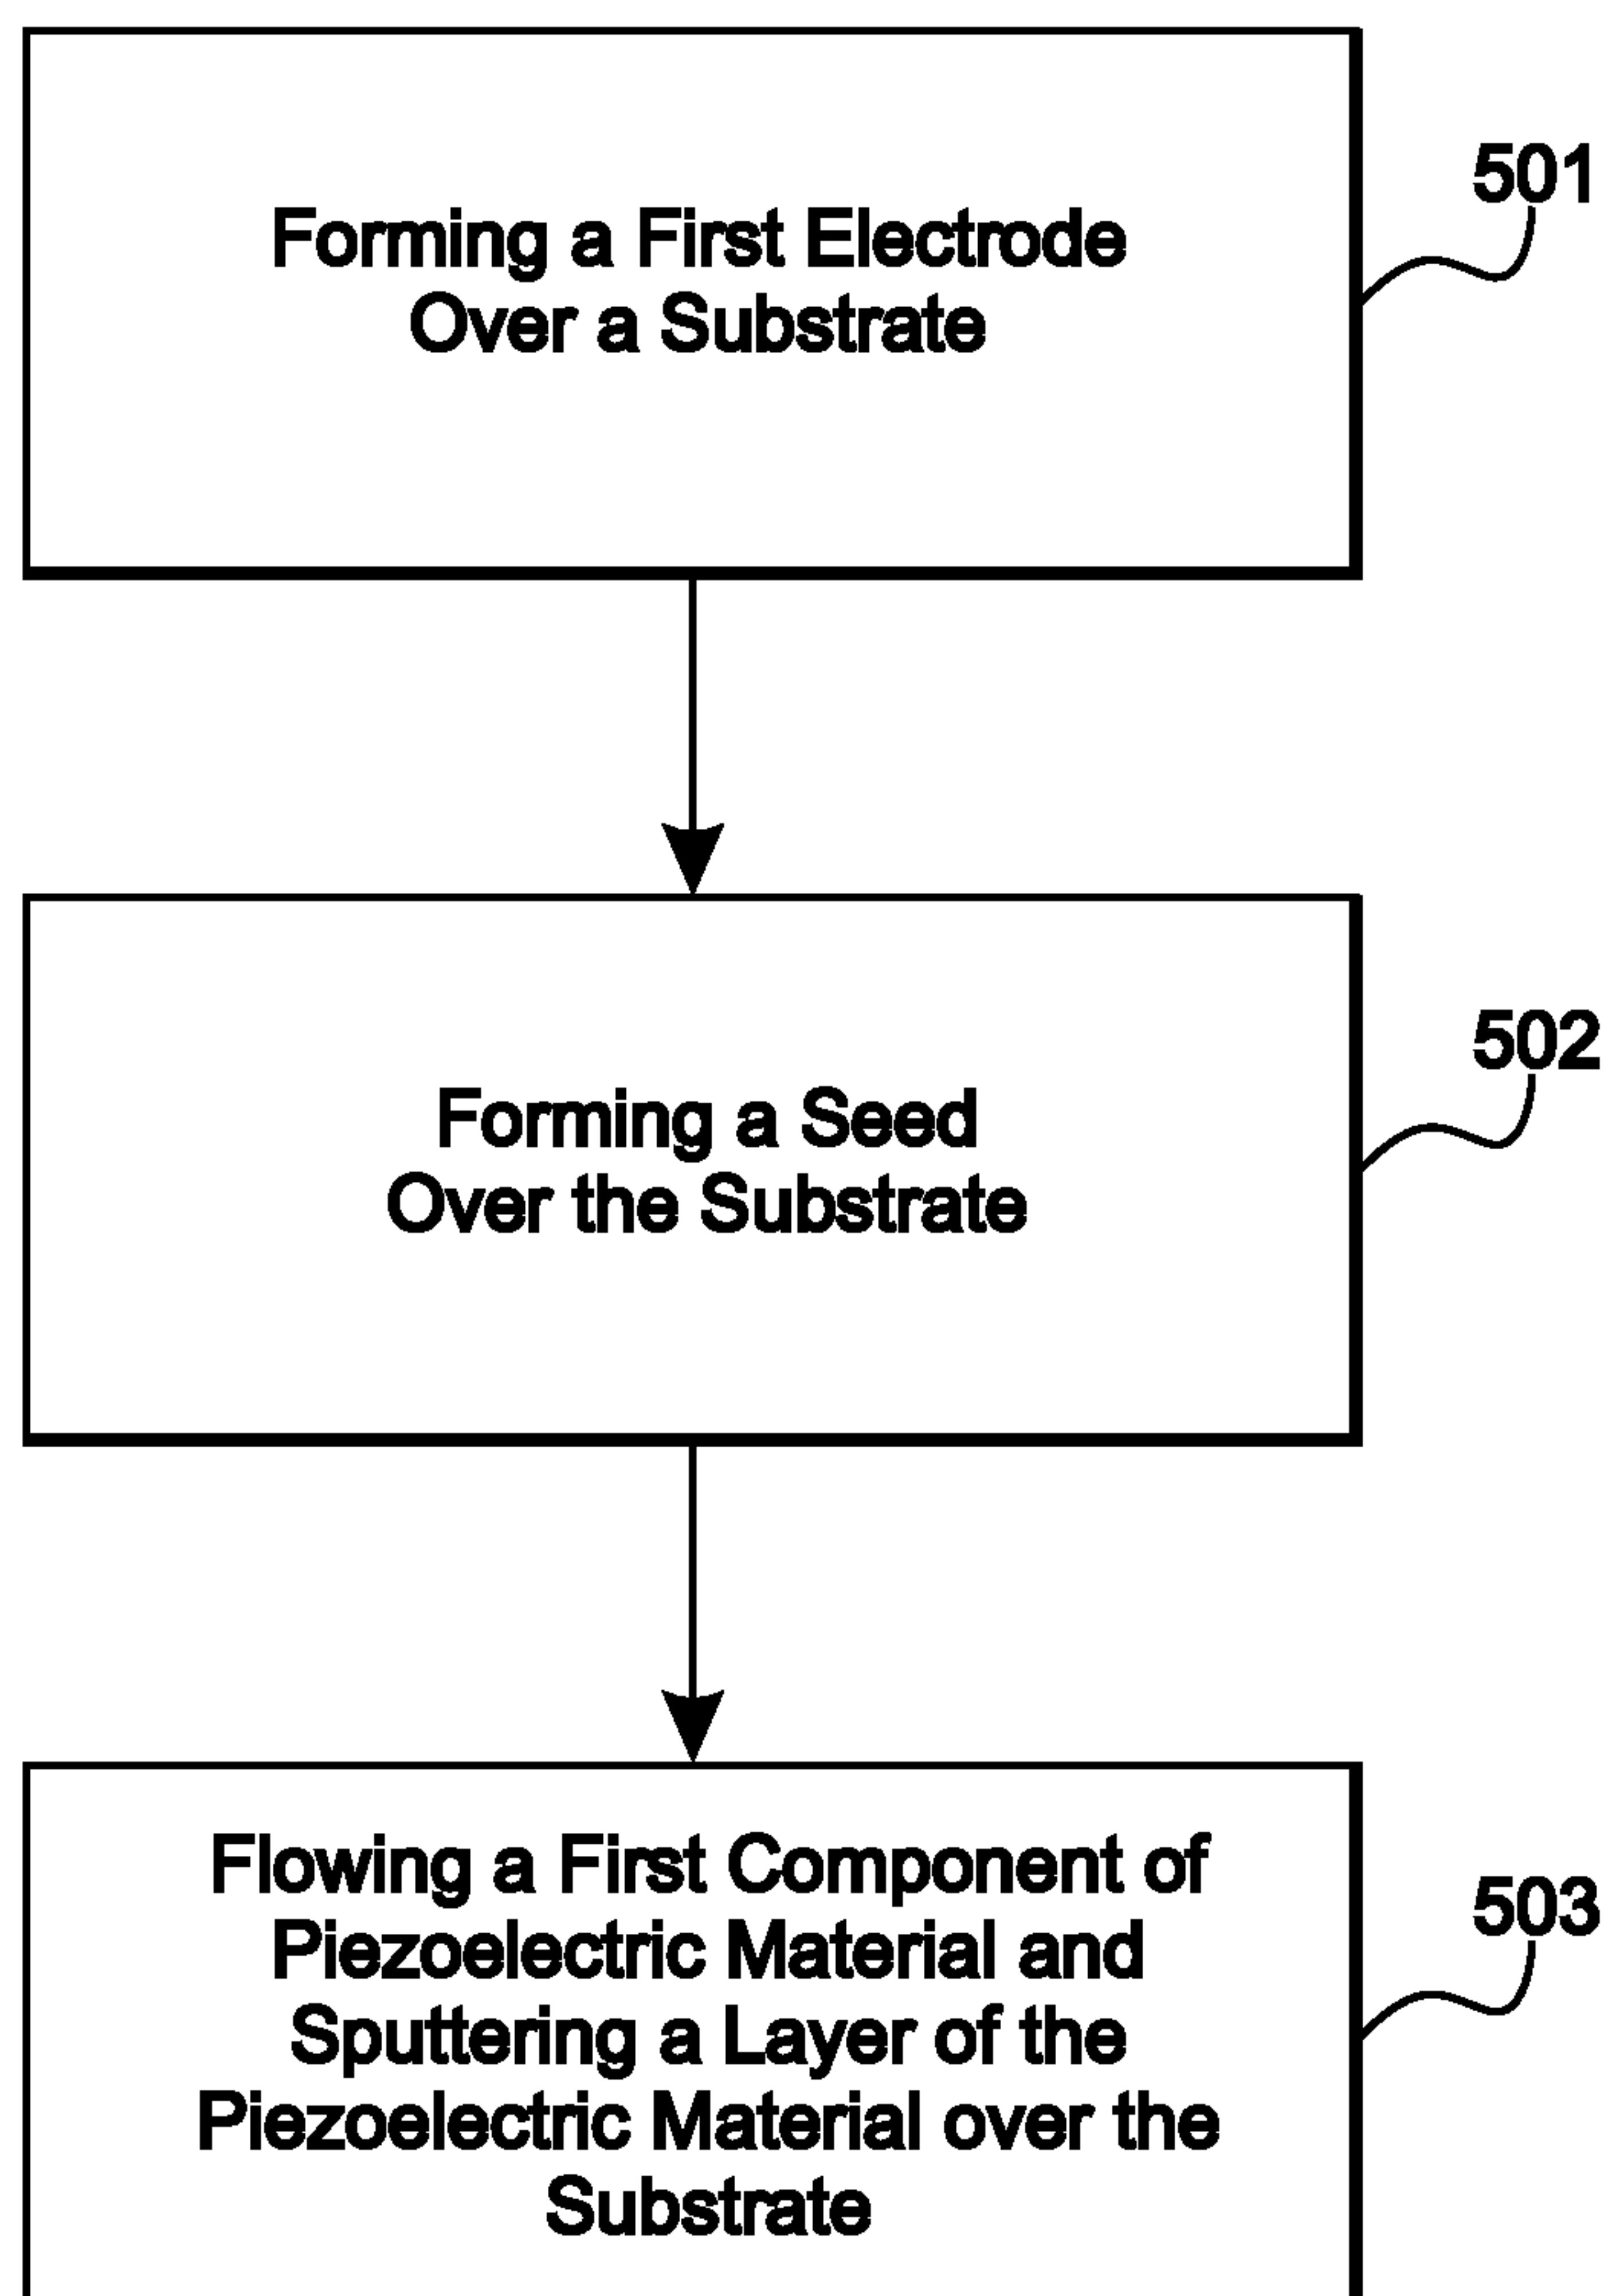 Forming a First Electrode
Over a Substrate
501
Forming a Seed
Over the Substrate
502
Flowing a First Component of
Piezoelectric Material and
Sputtering a Layer of the
Piezoelectric Material over the
Substrate
503